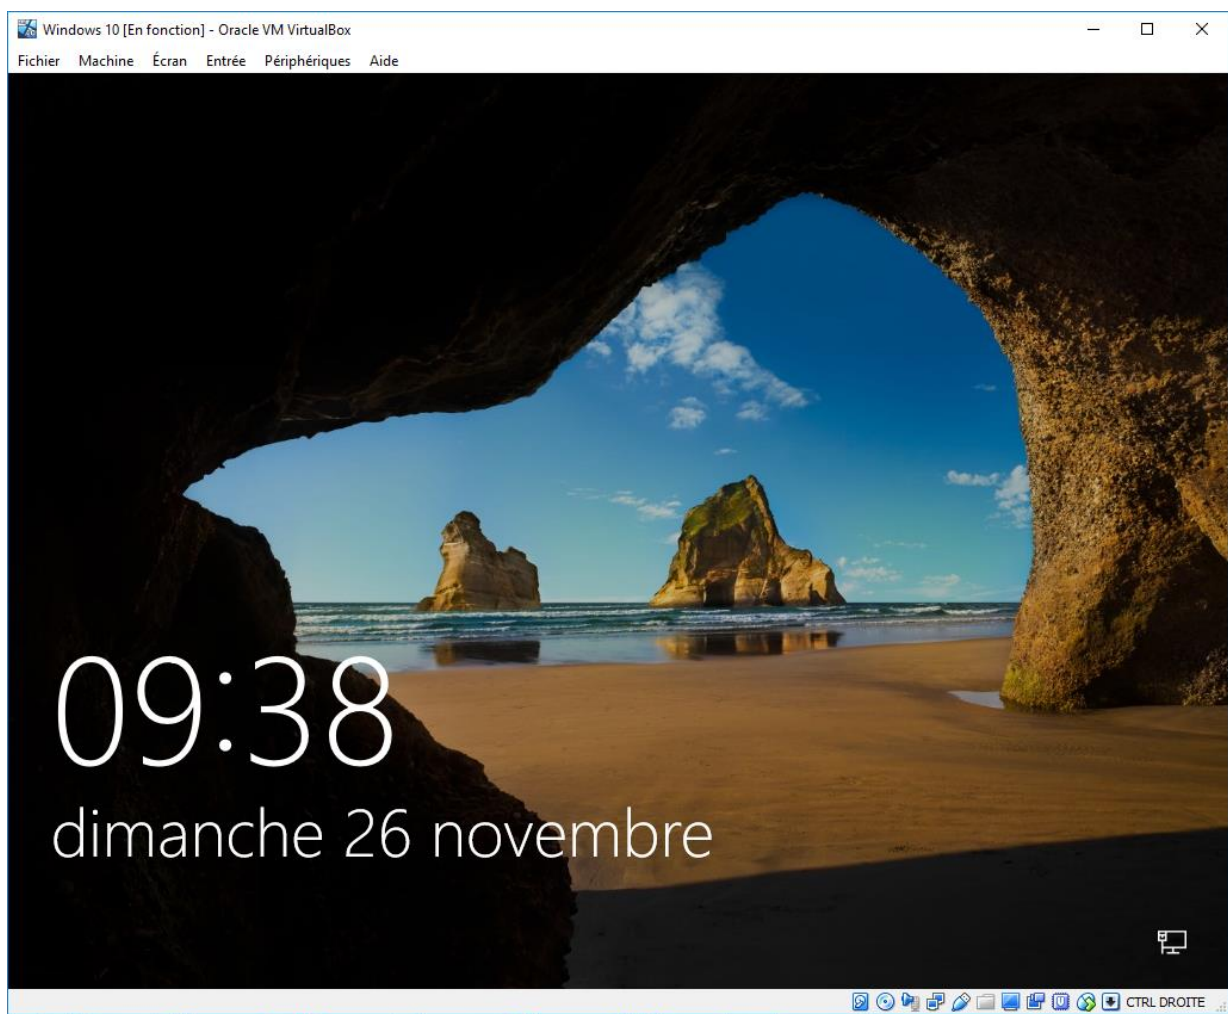 Windows 10 [En fonction] - Oracle VM VirtualBox
Fichier Machine Écran Entrée Périphériques Aide
09:38
dimanche 26 novembre
CTRL DROITE